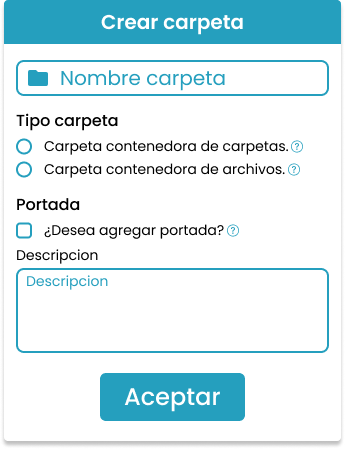 Crear carpeta
Nombre carpeta
Tipo carpeta
Carpeta contenedora de carpetas. ?
Carpeta contenedora de archivos. ?
Portada
¿Desea agregar portada? ?
Descripcion
Descripcion
Aceptar